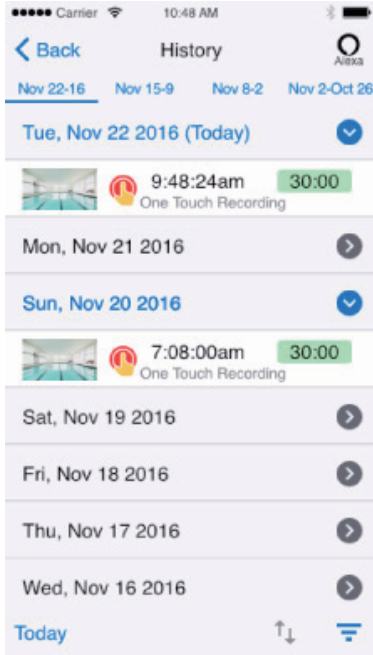 Carrier 10:48 AM
Back History Alexa
Nov 22-16 Nov 15-9 Nov 8-2 Nov 2-Oct 26
Tue, Nov 22 2016 (Today)
9:48:24am 30:00
One Touch Recording
Mon, Nov 21 2016
Sun, Nov 20 2016
7:08:00am 30:00
One Touch Recording
Sat, Nov 19 2016
Fri, Nov 18 2016
Thu, Nov 17 2016
Wed, Nov 16 2016
Today